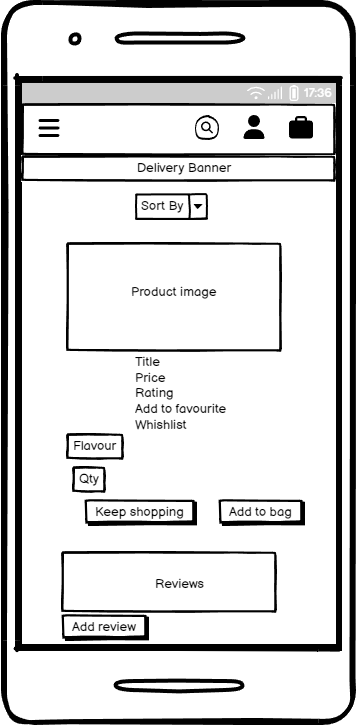 17:36
Delivery Banner
Sort By
Product image
Title
Price
Rating
Add to favourite
Whishlist
Flavour
Qty
Keep shopping Add to bag
Reviews
Add review